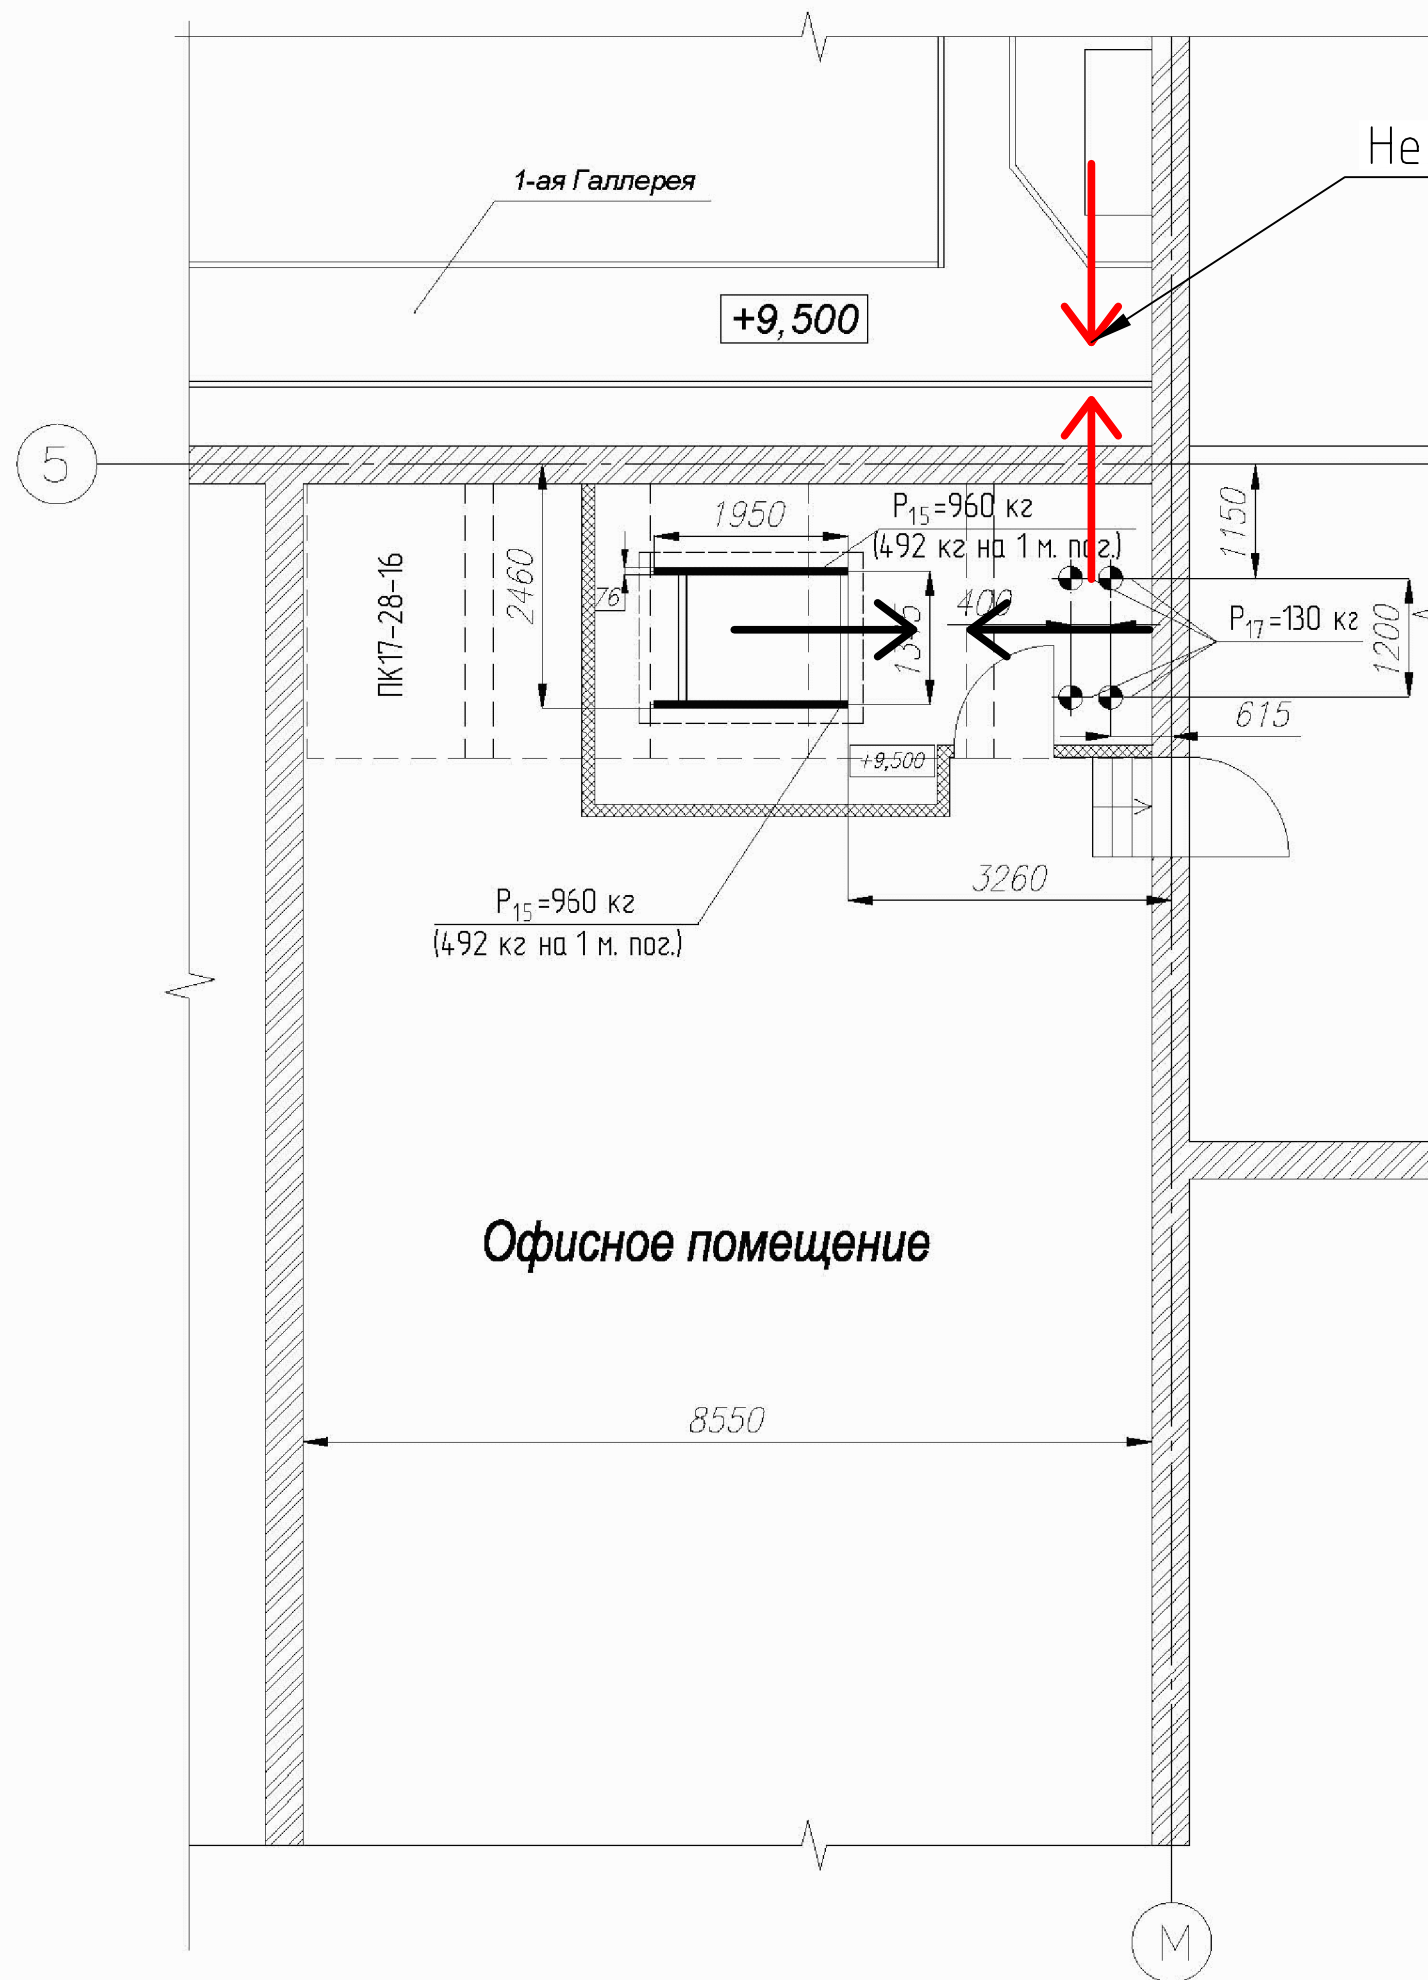 Не
1-ая Галлерея
+9,500
5
1950
P15=960 кг
(492 кг на 1 м. пог.)
1150
2460
76
ПК17-28-16
400
P17=130 кг
1200
615
+9,500
3260
P15=960 кг
(492 кг на 1 м. пог.)
Офисное помещение
8550
М